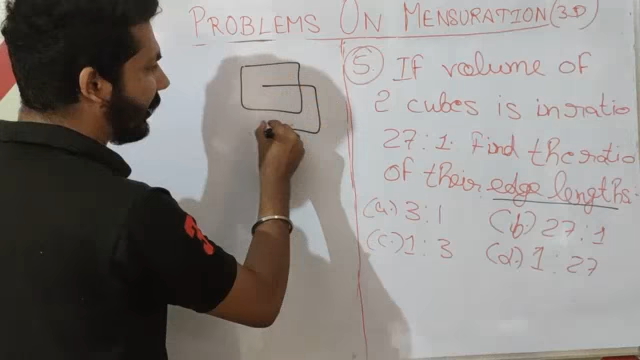 PROBLEMS ON MENSURATION (3D)
5 If volume of
2 cubes is in ratio
27:1. Find the ratio
of their edge lengths.
(a.) 3:1
(b.) 27:1
(c.) 1:3
(d.) 1:27